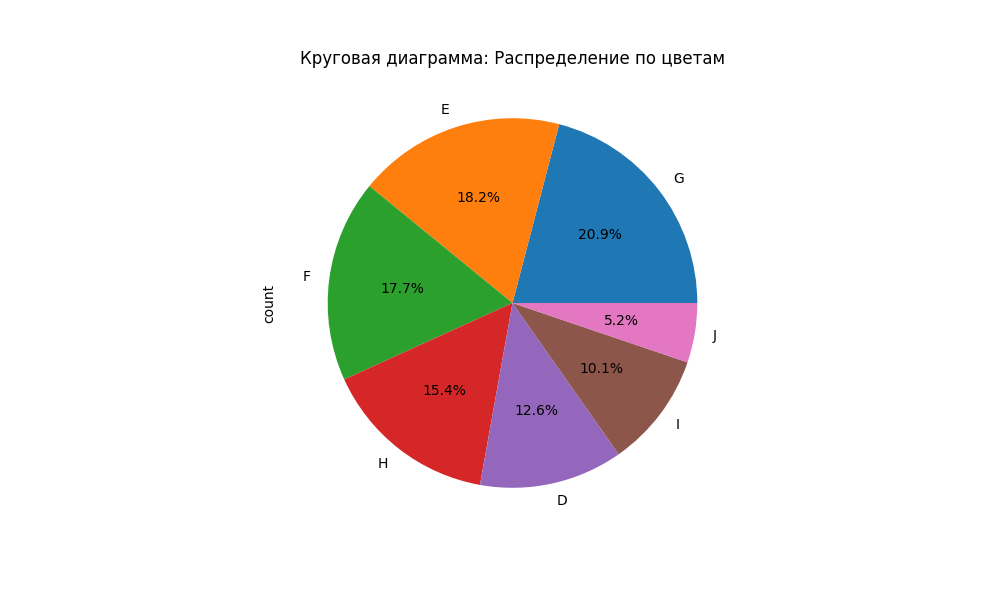 Круговая диаграмма: Распределение по цветам
E
G
18.2%
20.9%
F
17.7%
count
5.2%
J
10.1%
15.4%
12.6%
I
H
D